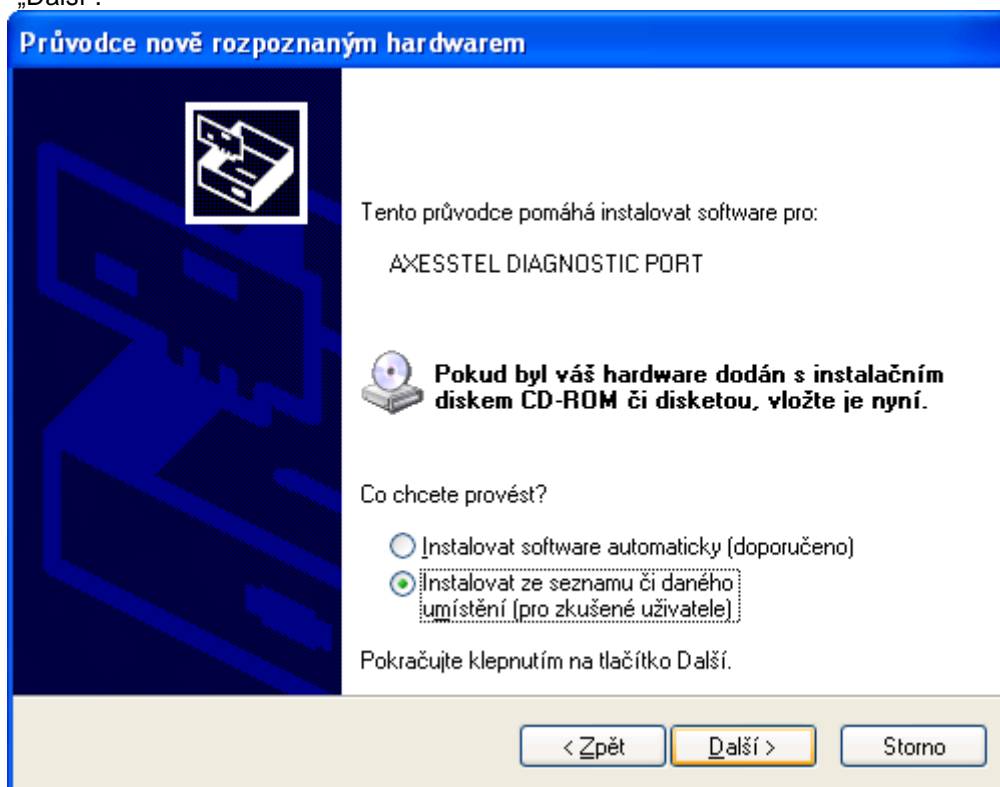 „Další“.
Průvodce nově rozpoznaným hardwarem
Tento průvodce pomáhá instalovat software pro:
AXESSTEL DIAGNOSTIC PORT
Pokud byl váš hardware dodán s instalačním
diskem CD-ROM či disketou, vložte je nyní.
Co chcete provést?
Instalovat software automaticky (doporučeno)
Instalovat ze seznamu či daného
umístění (pro zkušené uživatele)
Pokračujte klepnutím na tlačítko Další.
< Zpět
Další >
Storno